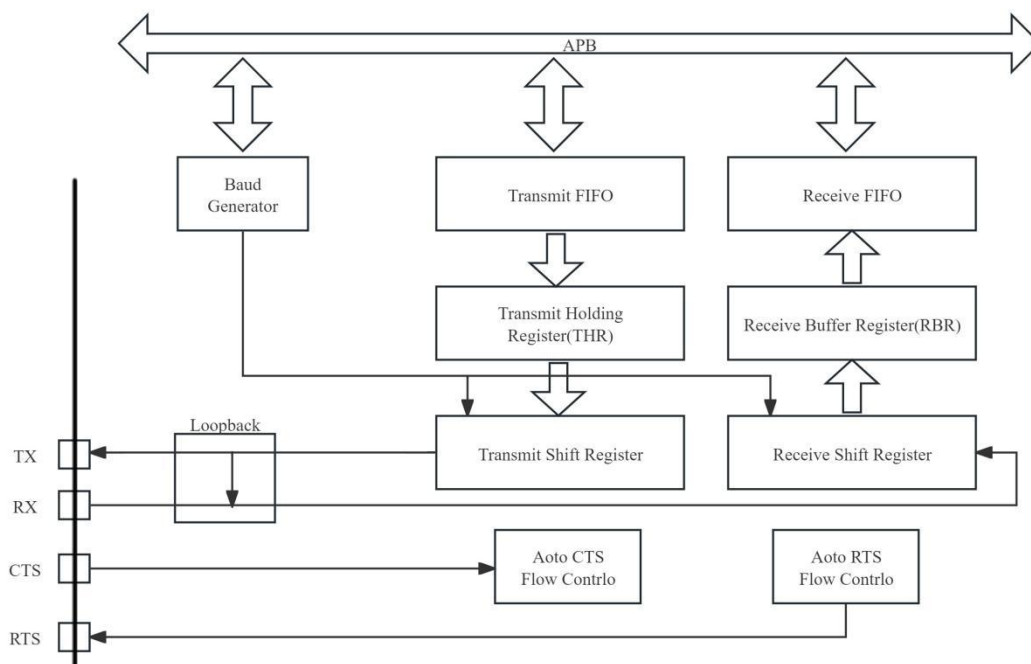 APB
Baud
Generator
Transmit FIFO
Receive FIFO
Transmit Holding
Register(THR)
Receive Buffer Register(RBR)
Loopback
TX
Transmit Shift Register
Receive Shift Register
RX
CTS
Aoto CTS
Flow Contrlo
Aoto RTS
Flow Contrlo
RTS